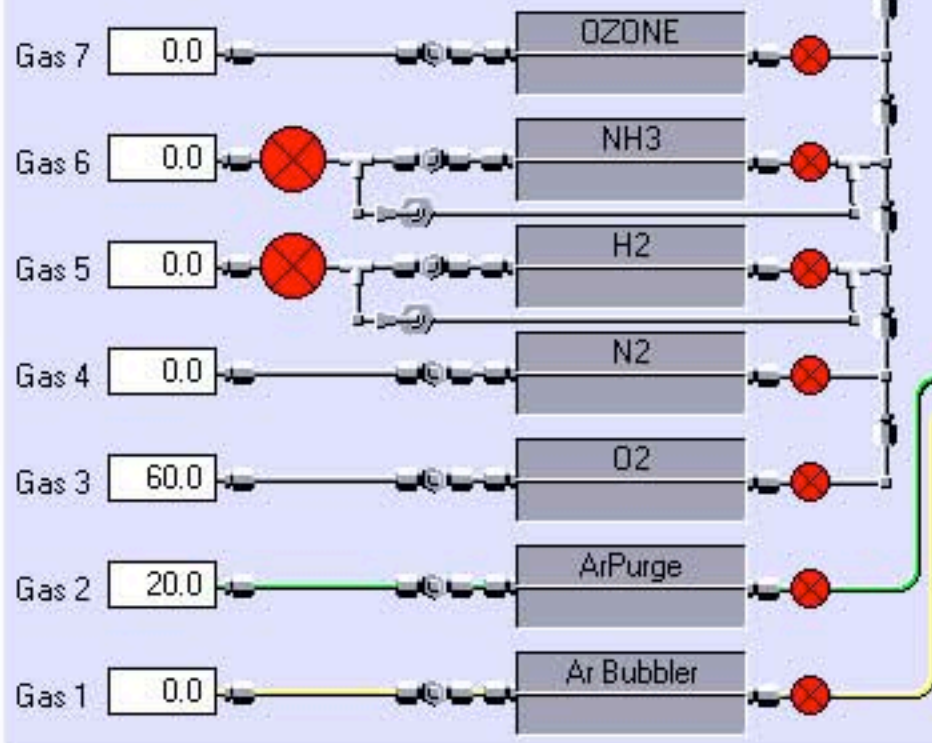 Gas 7 0.0 OZONE
Gas 6 0.0 NH3
Gas 5 0.0 H2
Gas 4 0.0 N2
Gas 3 60.0 O2
Gas 2 20.0 ArPurge
Gas 1 0.0 Ar Bubbler